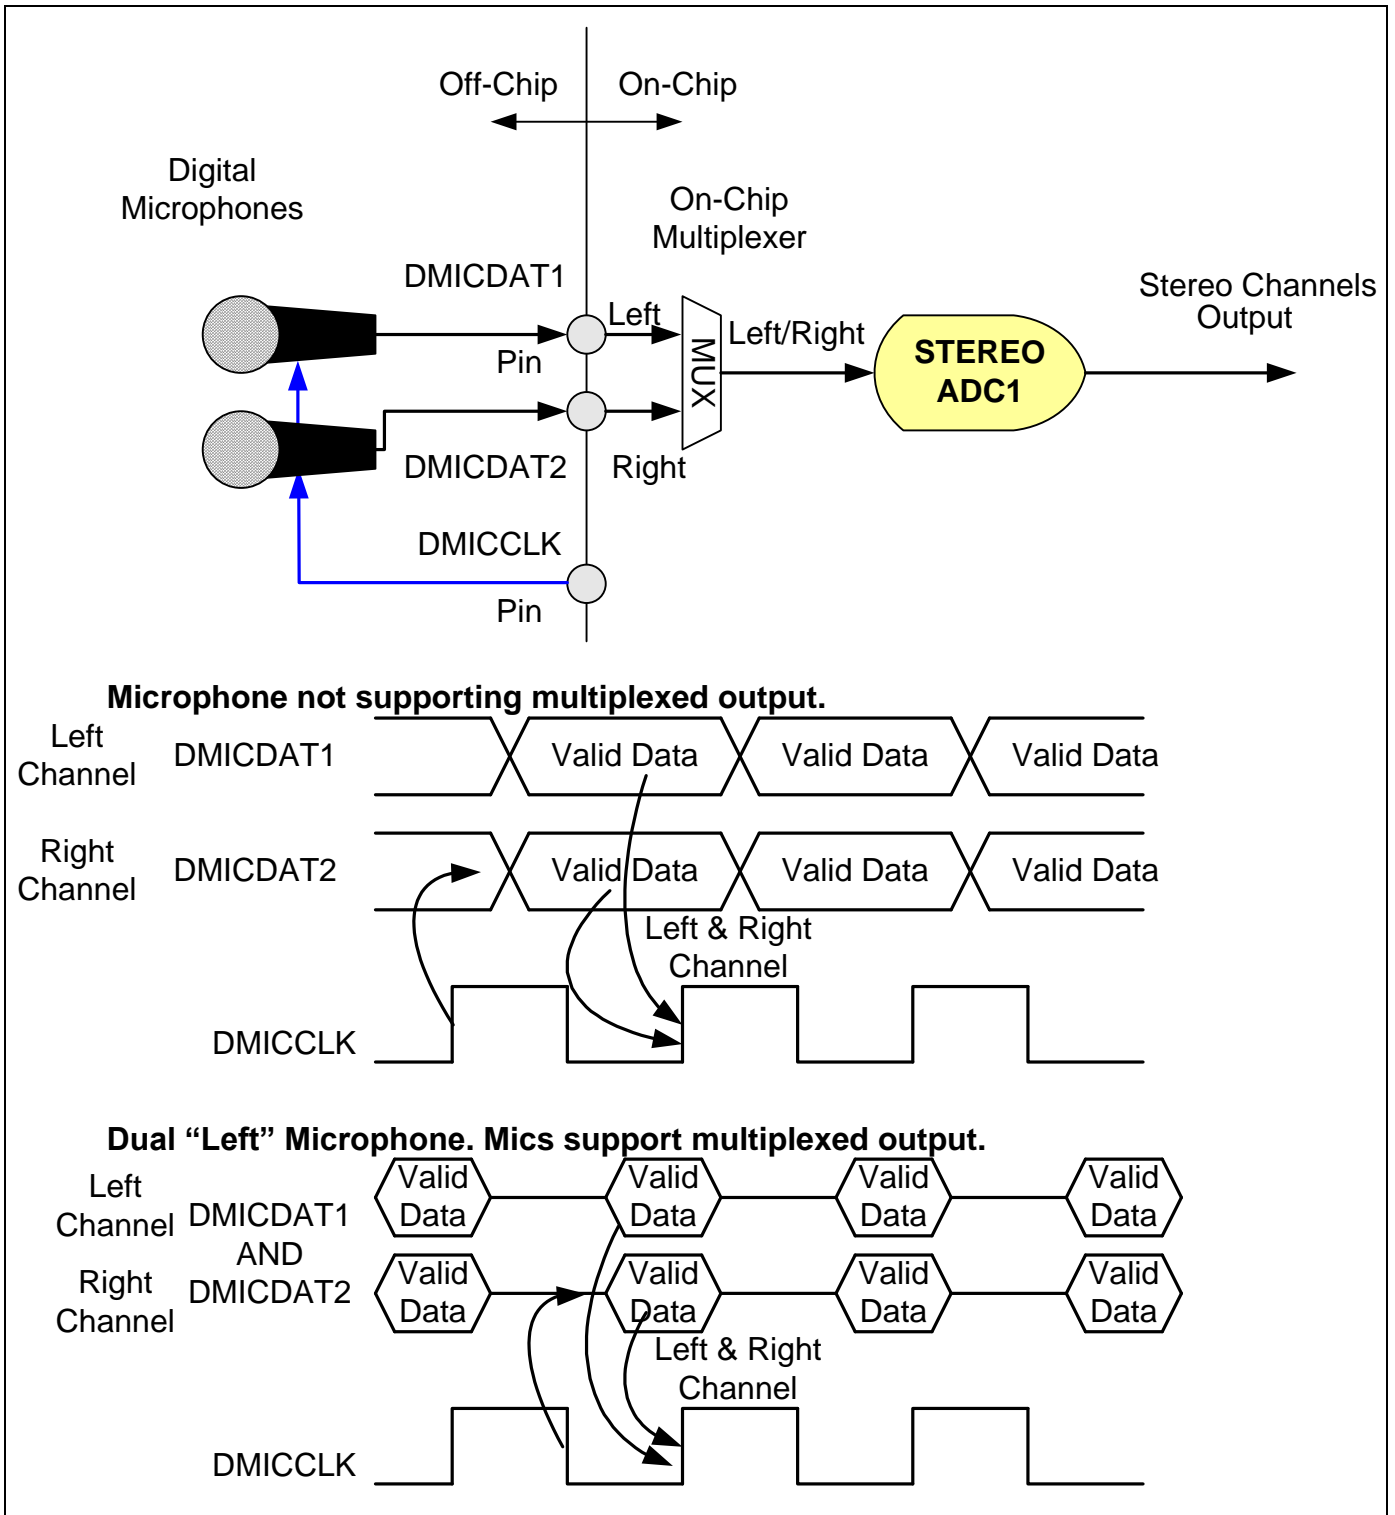 Off-Chip
On-Chip
Digital
Microphones
On-Chip
Multiplexer
DMICDAT1
Stereo Channels
Output
Left
Left/Right
Pin
MUX
STEREO
ADC1
DMICDAT2
Right
DMICCLK
Pin
Microphone not supporting multiplexed output.
Left
Channel
DMICDAT1
Valid Data
Valid Data
Valid Data
Right
Channel
DMICDAT2
Valid Data
Valid Data
Valid Data
Left & Right
Channel
DMICCLK
Dual “Left” Microphone. Mics support multiplexed output.
Left
Channel
DMICDAT1
AND
DMICDAT2
Right
Channel
Valid
Data
Valid
Data
Valid
Data
Valid
Data
Valid
Data
Valid
Data
Valid
Data
Valid
Data
Left & Right
Channel
DMICCLK